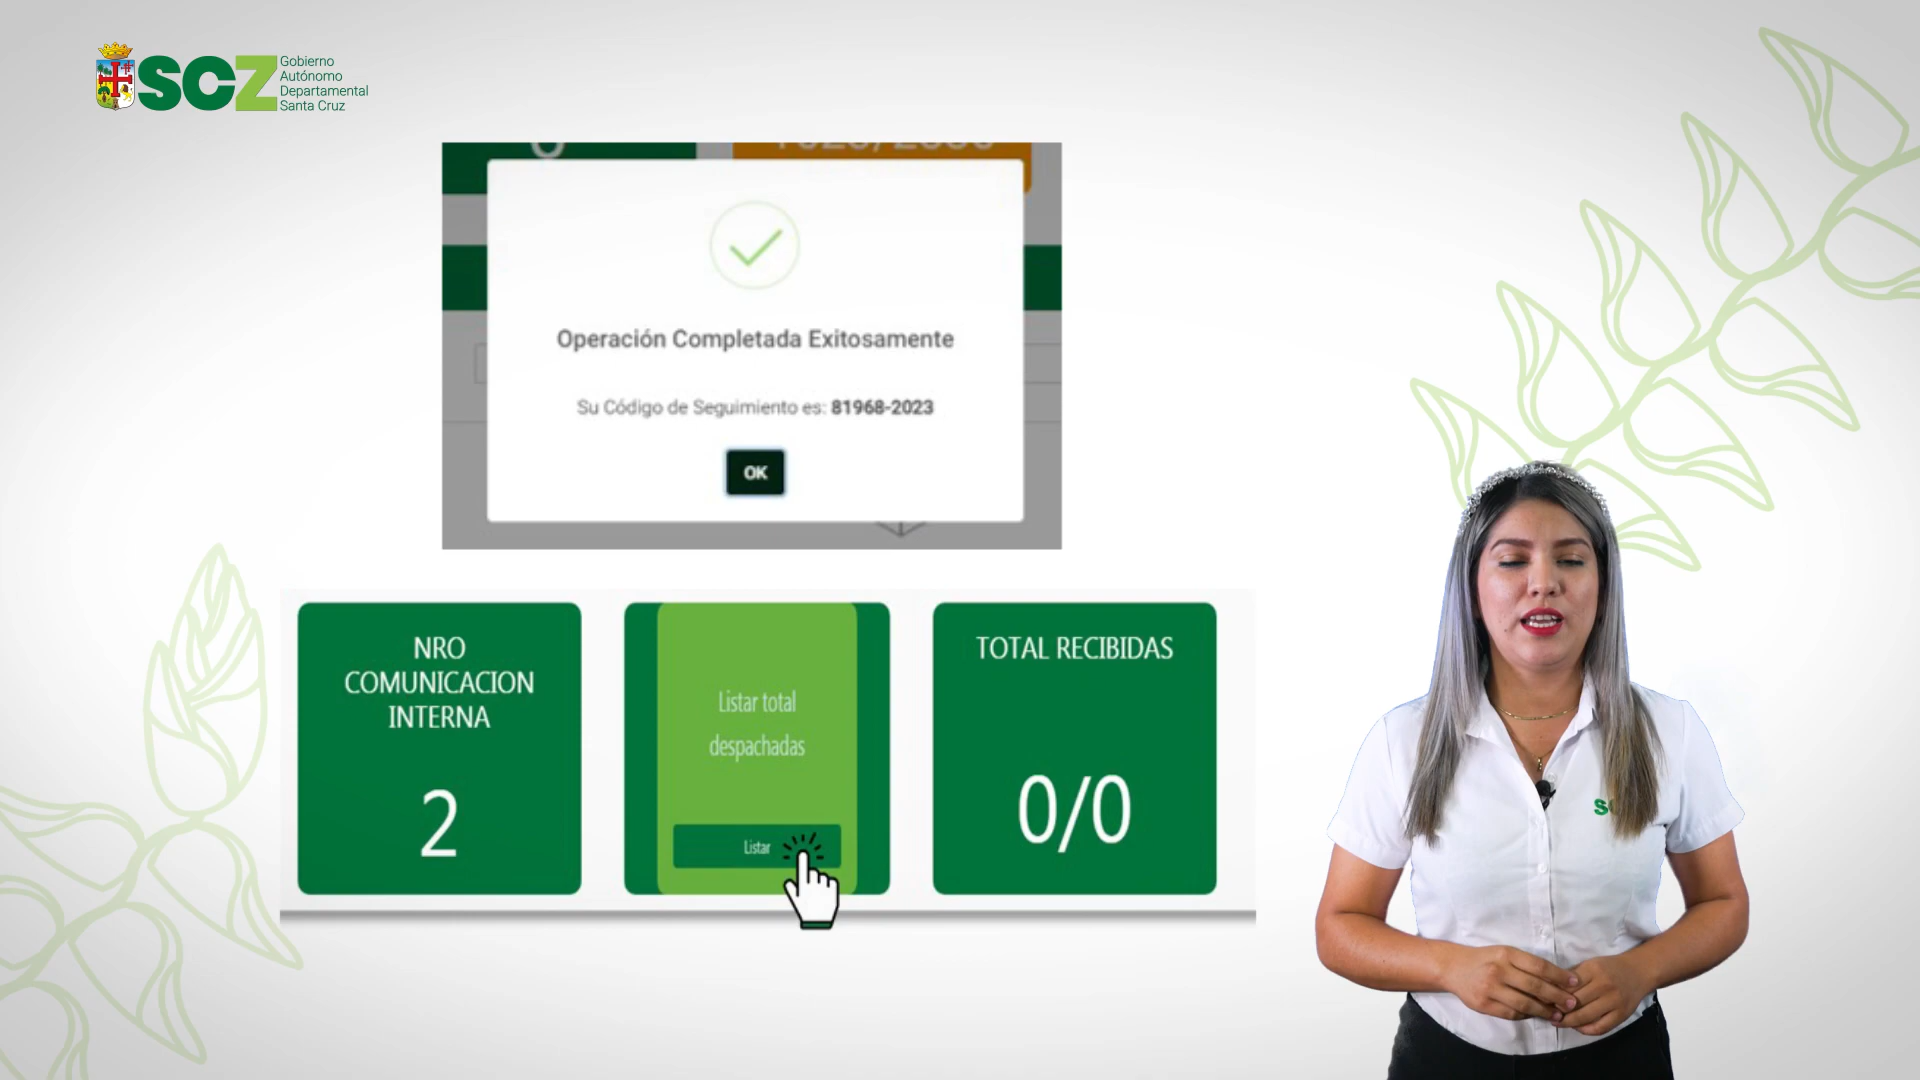 SCZ
Gobierno
Autónomo
Departamental
Santa Cruz
Operación Completada Exitosamente
Su Código de Seguimiento es: 81968-2023
OK
NRO
COMUNICACION
INTERNA
2
Listar total
despachadas
Listar
TOTAL RECIBIDAS
0/0